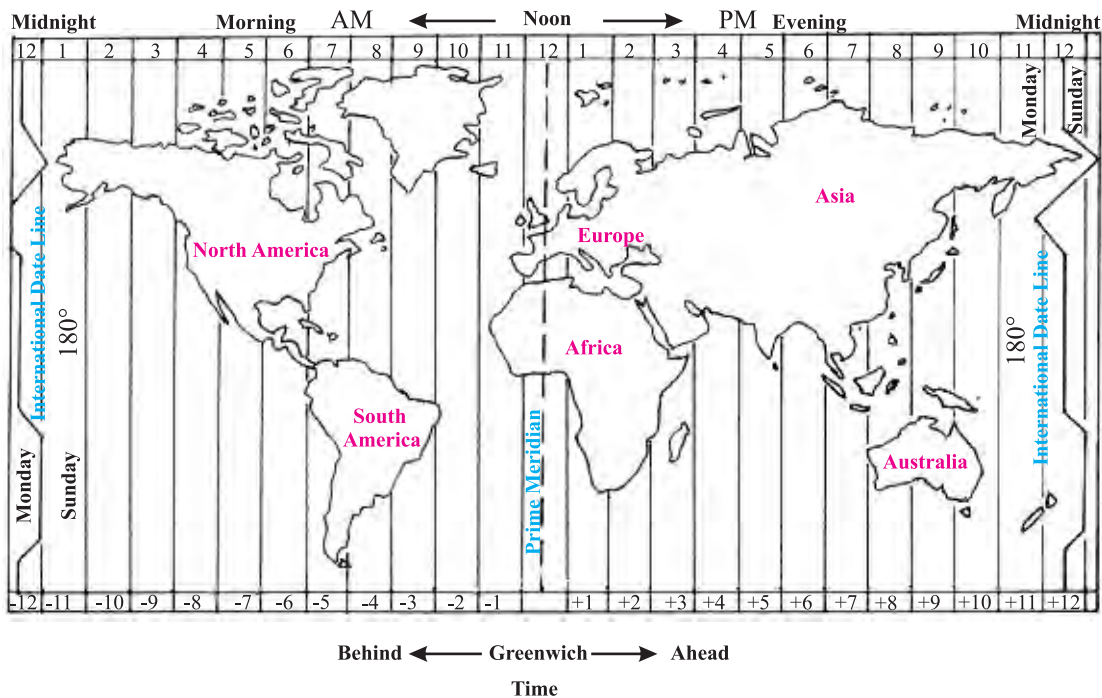 Midnight Morning AM Noon PM Evening Midnight
12 1 2 3 4 5 6 7 8 9 10 11 12 1 2 3 4 5 6 7 8 9 10 11 12
Monday
Sunday
Asia
North America
Europe
International Date Line
180°
180°
International Date Line
Africa
South
America
Australia
Prime Meridian
Monday
Sunday
-12 -11 -10 -9 -8 -7 -6 -5 -4 -3 -2 -1 +1 +2 +3 +4 +5 +6 +7 +8 +9 +10 +11 +12
Behind Greenwich Ahead
Time